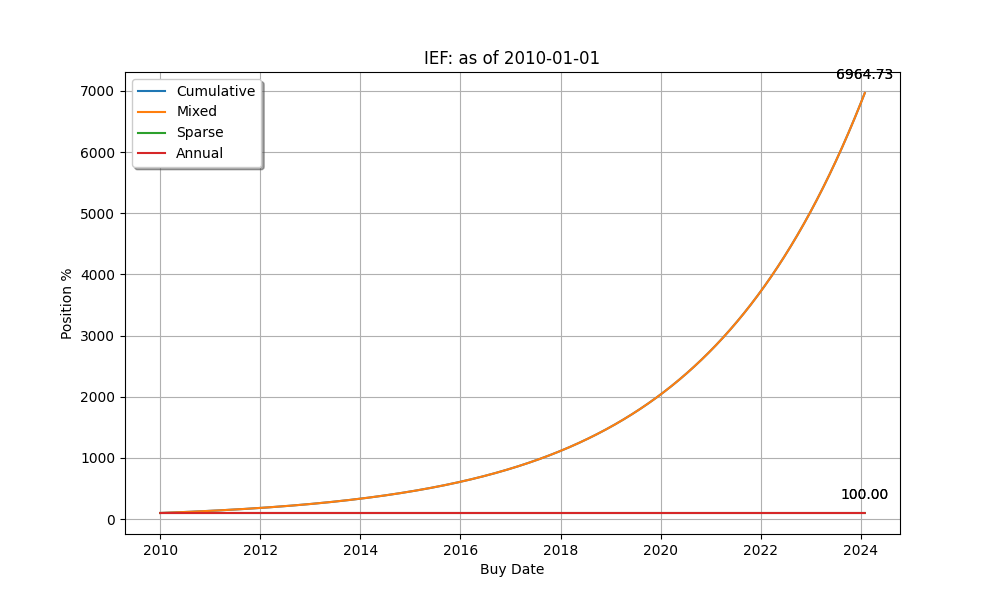 IEF: as of 2010-01-01
6964.73
Cumulative
Mixed
Sparse
Annual
7000
6000
5000
4000
3000
2000
1000
0
Position %
100.00
2010 2012 2014 2016 2018 2020 2022 2024
Buy Date